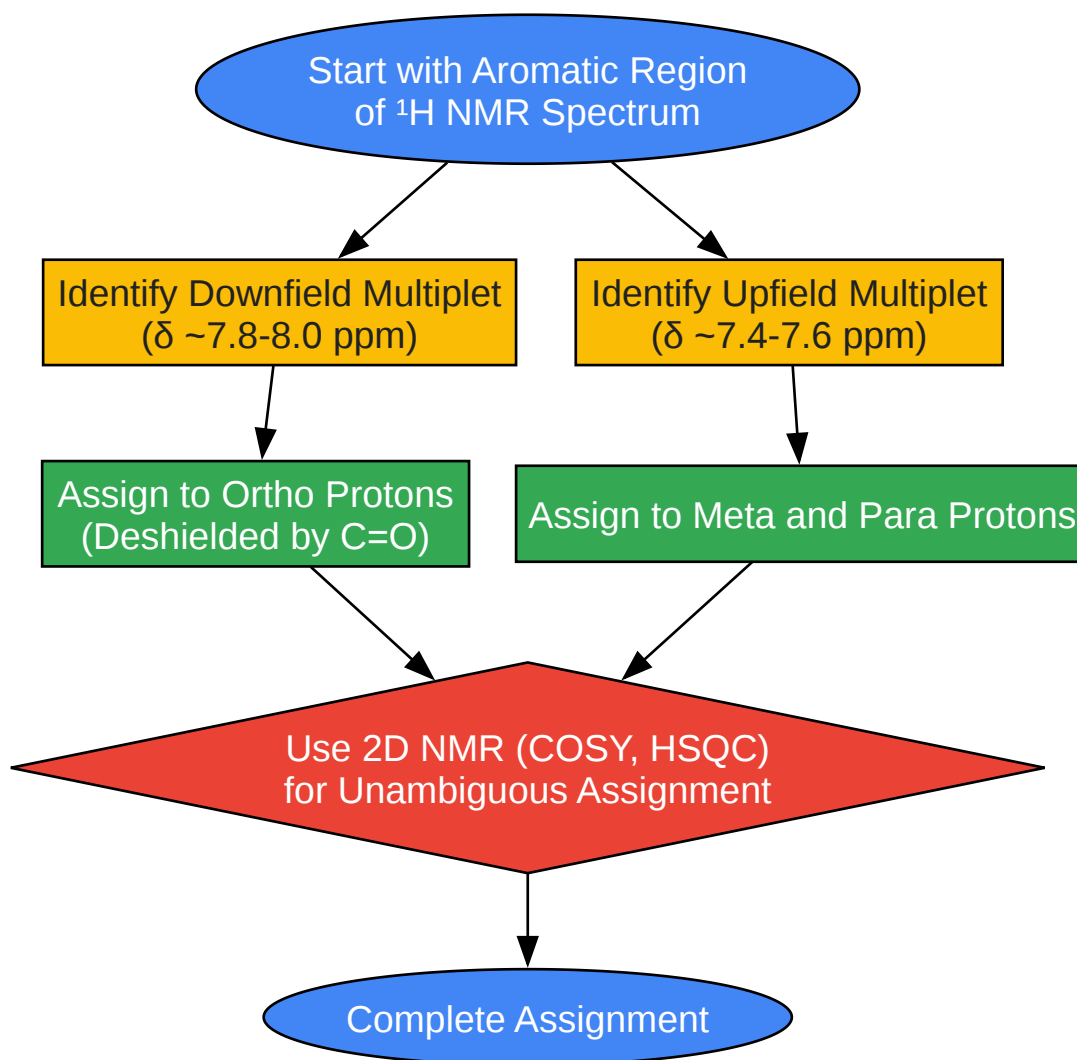 Start with Aromatic Region
of ¹H NMR Spectrum
Identify Downfield Multiplet
(δ ~7.8-8.0 ppm)
Identify Upfield Multiplet
(δ ~7.4-7.6 ppm)
Assign to Ortho Protons
(Deshielded by C=O)
Assign to Meta and Para Protons
Use 2D NMR (COSY, HSQC)
for Unambiguous Assignment
Complete Assignment